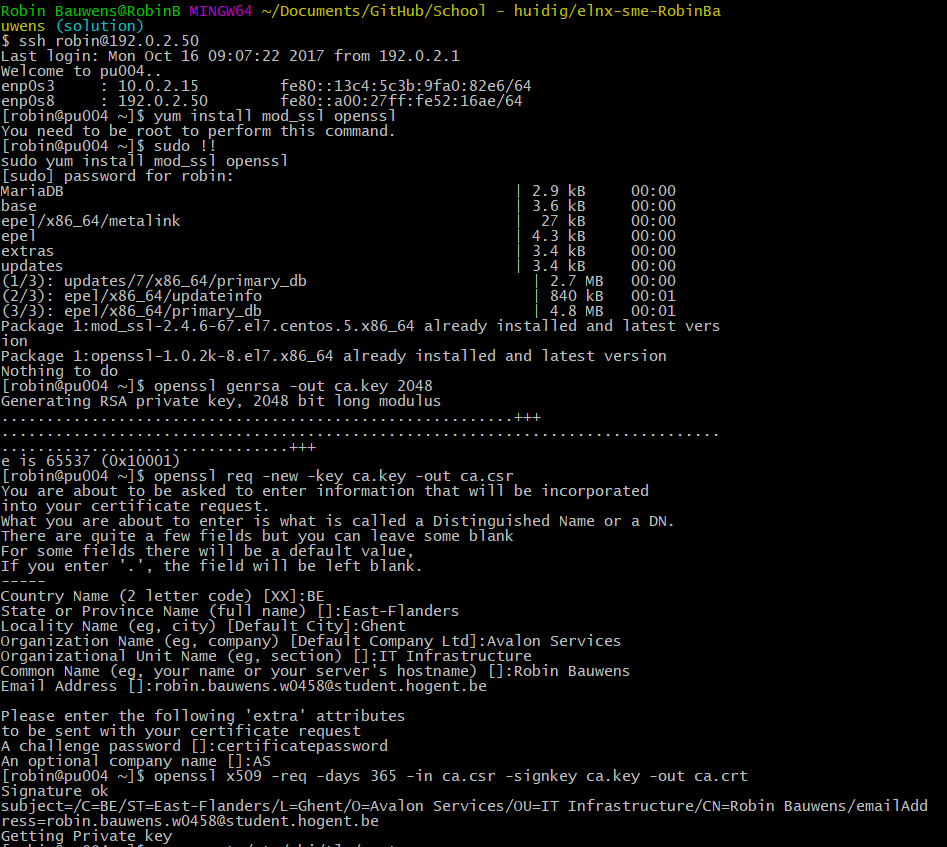 Robin Bauwens@RobinB MINGW64 ~/Documents/GitHub/School - huidig/elnx-sme-RobinBa
uwens (solution)
$ ssh robin@192.0.2.50
Last login: Mon Oct 16 09:07:22 2017 from 192.0.2.1
Welcome to pu004..
enp0s3     : 10.0.2.15         fe80::13c4:5c3b:9fa0:82e6/64
enp0s8     : 192.0.2.50        fe80::a00:27ff:fe52:16ae/64
[robin@pu004 ~]$ yum install mod_ssl openssl
You need to be root to perform this command.
[robin@pu004 ~]$ sudo !!
sudo yum install mod_ssl openssl
[sudo] password for robin:
MariaDB                                                  | 2.9 kB     00:00
base                                                     | 3.6 kB     00:00
epel/x86_64/metalink                                     |  27 kB     00:00
epel                                                     | 4.3 kB     00:00
extras                                                   | 3.4 kB     00:00
updates                                                  | 3.4 kB     00:00
(1/3): updates/7/x86_64/primary_db                         | 2.7 MB   00:00
(2/3): epel/x86_64/updateinfo                              | 840 kB   00:01
(3/3): epel/x86_64/primary_db                              | 4.8 MB   00:01
Package 1:mod_ssl-2.4.6-67.el7.centos.5.x86_64 already installed and latest vers
ion
Package 1:openssl-1.0.2k-8.el7.x86_64 already installed and latest version
Nothing to do
[robin@pu004 ~]$ openssl genrsa -out ca.key 2048
Generating RSA private key, 2048 bit long modulus
.........................................................+++
................................................................................
................................+++
e is 65537 (0x10001)
[robin@pu004 ~]$ openssl req -new -key ca.key -out ca.csr
You are about to be asked to enter information that will be incorporated
into your certificate request.
What you are about to enter is what is called a Distinguished Name or a DN.
There are quite a few fields but you can leave some blank
For some fields there will be a default value,
If you enter '.', the field will be left blank.
-----
Country Name (2 letter code) [XX]:BE
State or Province Name (full name) []:East-Flanders
Locality Name (eg, city) [Default City]:Ghent
Organization Name (eg, company) [Default Company Ltd]:Avalon Services
Organizational Unit Name (eg, section) []:IT Infrastructure
Common Name (eg, your name or your server's hostname) []:Robin Bauwens
Email Address []:robin.bauwens.w0458@student.hogent.be

Please enter the following 'extra' attributes
to be sent with your certificate request
A challenge password []:certificatepassword
An optional company name []:AS
[robin@pu004 ~]$ openssl x509 -req -days 365 -in ca.csr -signkey ca.key -out ca.crt
Signature ok
subject=/C=BE/ST=East-Flanders/L=Ghent/O=Avalon Services/OU=IT Infrastructure/CN=Robin Bauwens/emailAdd
ress=robin.bauwens.w0458@student.hogent.be
Getting Private key